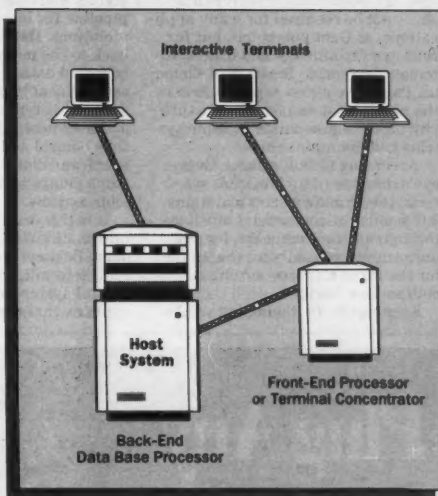 Interactive Terminals
Host
System
Front-End Processor
or Terminal Concentrator
Back-End
Data Base Processor